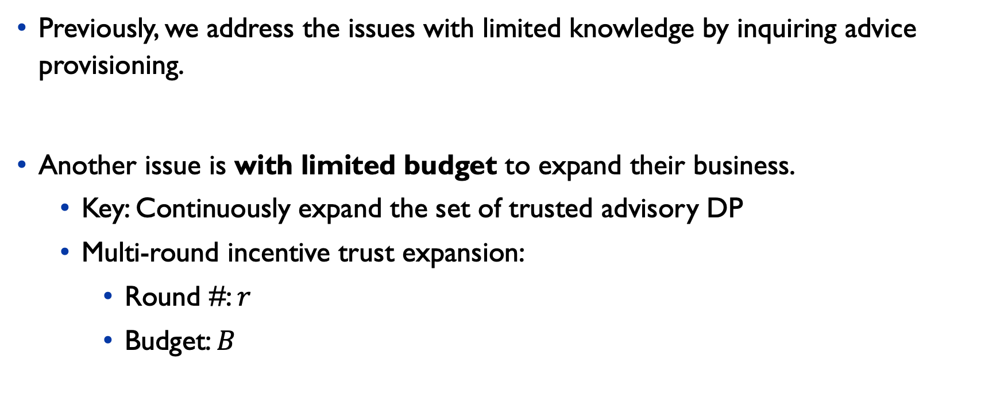 • Previously, we address the issues with limited knowledge by inquiring advice
provisioning.
• Another issue is with limited budget to expand their business.
• Key: Continuously expand the set of trusted advisory DP
• Multi-round incentive trust expansion:
• Round #: r
• Budget: B